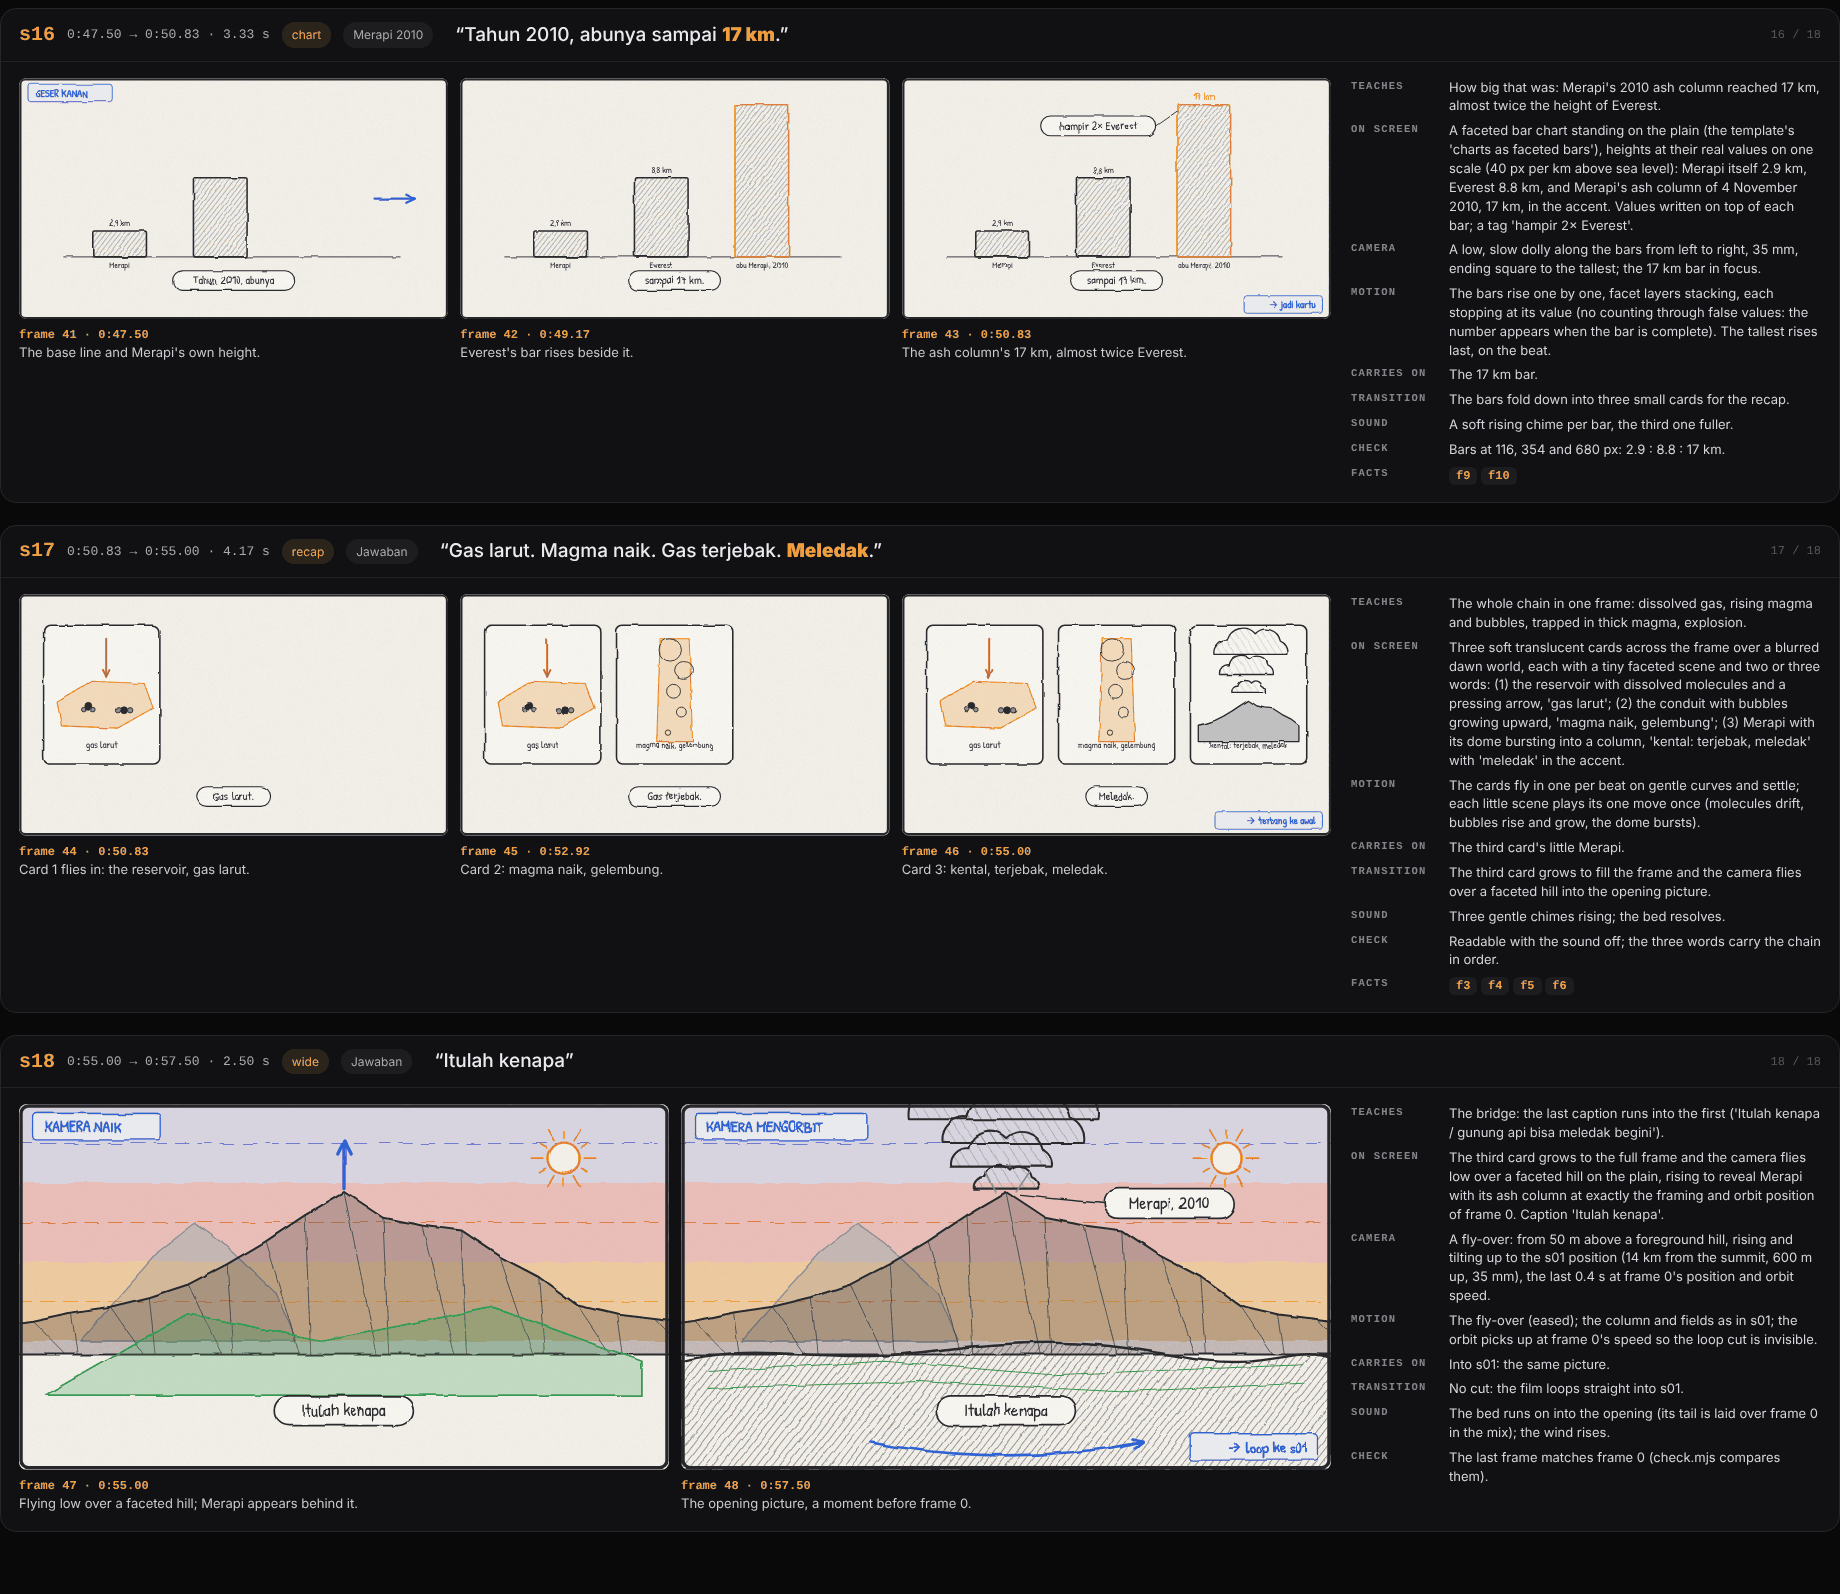 s16 0:47.50 → 0:50.83 · 3.33 s chart Merapi 2010 “Tahun 2010, abunya sampai 17 km.” 16 / 18
GESER KANAN
2,9 km
Merapi
Tahun 2010, abunya
frame 41 · 0:47.50
The base line and Merapi's own height.
8,8 km
2,9 km
Merapi Everest abu Merapi, 2010
sampai 17 km.
frame 42 · 0:49.17
Everest's bar rises beside it.
17 km
hampir 2× Everest
8,8 km
2,9 km
Merapi Everest abu Merapi, 2010
sampai 17 km.
→ jadi kartu
frame 43 · 0:50.83
The ash column's 17 km, almost twice Everest.
TEACHES How big that was: Merapi's 2010 ash column reached 17 km,
almost twice the height of Everest.
ON SCREEN A faceted bar chart standing on the plain (the template's
'charts as faceted bars'), heights at their real values on one
scale (40 px per km above sea level): Merapi itself 2.9 km,
Everest 8.8 km, and Merapi's ash column of 4 November
2010, 17 km, in the accent. Values written on top of each
bar; a tag 'hampir 2× Everest'.
CAMERA A low, slow dolly along the bars from left to right, 35 mm,
ending square to the tallest; the 17 km bar in focus.
MOTION The bars rise one by one, facet layers stacking, each
stopping at its value (no counting through false values: the
number appears when the bar is complete). The tallest rises
last, on the beat.
CARRIES ON The 17 km bar.
TRANSITION The bars fold down into three small cards for the recap.
SOUND A soft rising chime per bar, the third one fuller.
CHECK Bars at 116, 354 and 680 px: 2.9 : 8.8 : 17 km.
FACTS f9 f10
s17 0:50.83 → 0:55.00 · 4.17 s recap Jawaban “Gas larut. Magma naik. Gas terjebak. Meledak.” 17 / 18
gas larut
Gas larut.
frame 44 · 0:50.83
Card 1 flies in: the reservoir, gas larut.
gas larut magma naik, gelembung
Gas terjebak.
frame 45 · 0:52.92
Card 2: magma naik, gelembung.
gas larut magma naik, gelembung kental: terjebak, meledak
Meledak.
→ terbang ke awal
frame 46 · 0:55.00
Card 3: kental, terjebak, meledak.
TEACHES The whole chain in one frame: dissolved gas, rising magma
and bubbles, trapped in thick magma, explosion.
ON SCREEN Three soft translucent cards across the frame over a blurred
dawn world, each with a tiny faceted scene and two or three
words: (1) the reservoir with dissolved molecules and a
pressing arrow, 'gas larut'; (2) the conduit with bubbles
growing upward, 'magma naik, gelembung'; (3) Merapi with
its dome bursting into a column, 'kental: terjebak, meledak'
with 'meledak' in the accent.
MOTION The cards fly in one per beat on gentle curves and settle;
each little scene plays its one move once (molecules drift,
bubbles rise and grow, the dome bursts).
CARRIES ON The third card's little Merapi.
TRANSITION The third card grows to fill the frame and the camera flies
over a faceted hill into the opening picture.
SOUND Three gentle chimes rising; the bed resolves.
CHECK Readable with the sound off; the three words carry the chain
in order.
FACTS f3 f4 f5 f6
s18 0:55.00 → 0:57.50 · 2.50 s wide Jawaban “Itulah kenapa” 18 / 18
KAMERA NAIK
Itulah kenapa
frame 47 · 0:55.00
Flying low over a faceted hill; Merapi appears behind it.
KAMERA MENGORBIT
Merapi, 2010
Itulah kenapa
→ loop ke s01
frame 48 · 0:57.50
The opening picture, a moment before frame 0.
TEACHES The bridge: the last caption runs into the first ('Itulah kenapa
/ gunung api bisa meledak begini').
ON SCREEN The third card grows to the full frame and the camera flies
low over a faceted hill on the plain, rising to reveal Merapi
with its ash column at exactly the framing and orbit position
of frame 0. Caption 'Itulah kenapa'.
CAMERA A fly-over: from 50 m above a foreground hill, rising and
tilting up to the s01 position (14 km from the summit, 600 m
up, 35 mm), the last 0.4 s at frame 0's position and orbit
speed.
MOTION The fly-over (eased); the column and fields as in s01; the
orbit picks up at frame 0's speed so the loop cut is invisible.
CARRIES ON Into s01: the same picture.
TRANSITION No cut: the film loops straight into s01.
SOUND The bed runs on into the opening (its tail is laid over frame 0
in the mix); the wind rises.
CHECK The last frame matches frame 0 (check.mjs compares
them).